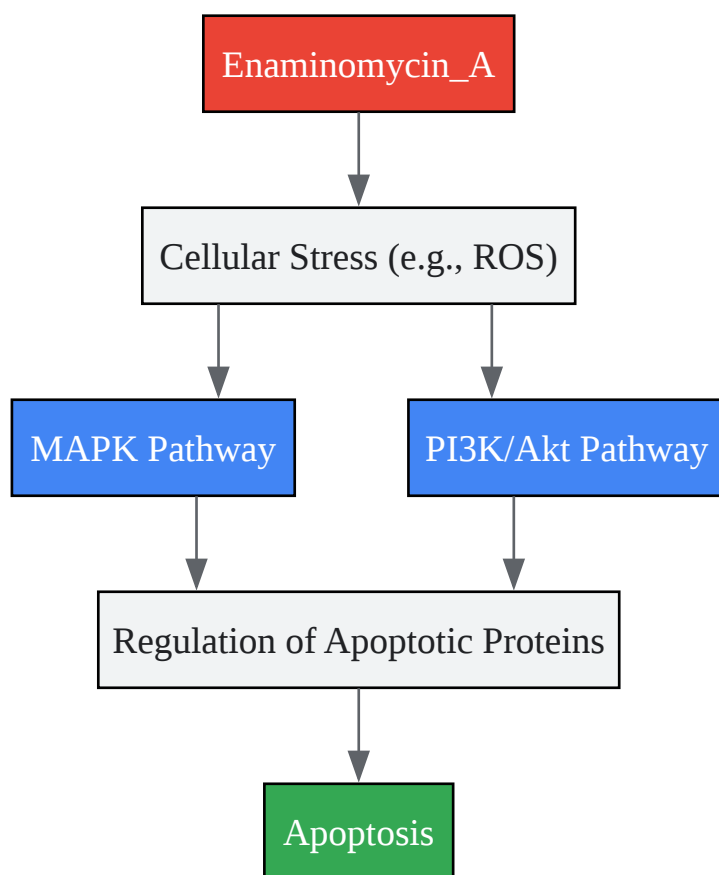 Enaminomycin_A
Cellular Stress (e.g., ROS)
MAPK Pathway
PI3K/Akt Pathway
Regulation of Apoptotic Proteins
Apoptosis